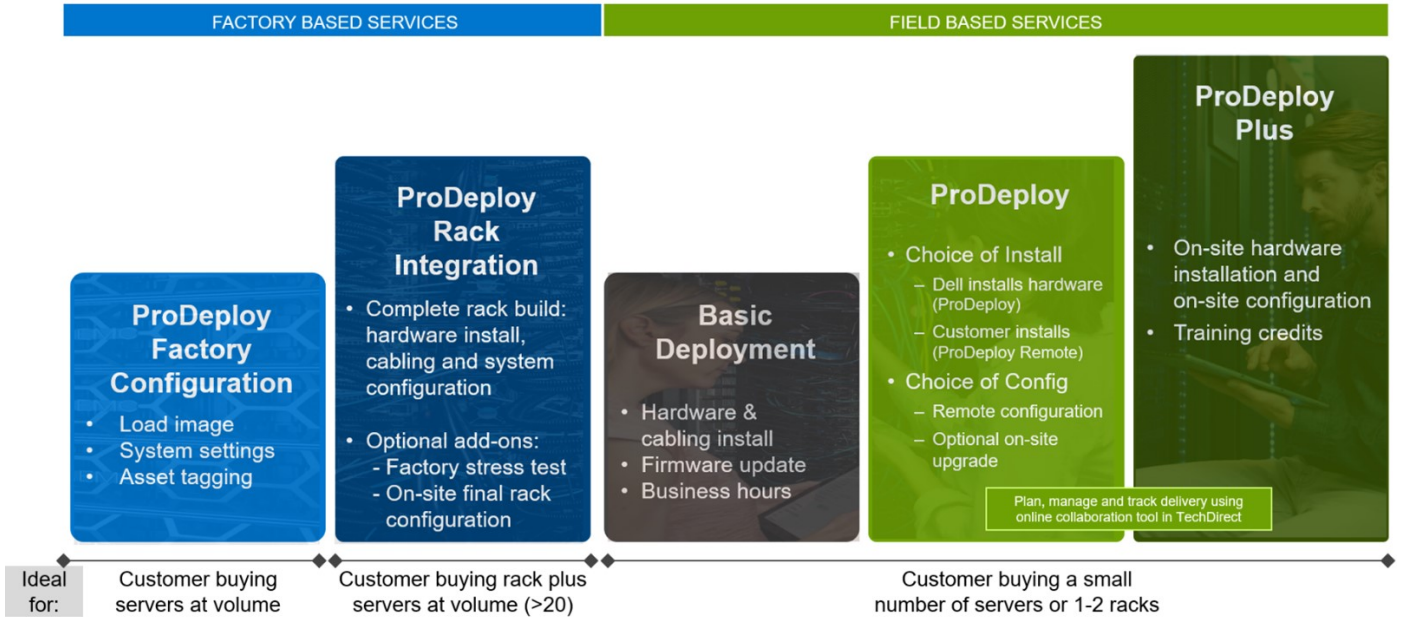 FACTORY BASED SERVICES
FIELD BASED SERVICES
ProDeploy
Factory
Configuration
• Load image
• System settings
• Asset tagging
ProDeploy
Rack
Integration
• Complete rack build:
hardware install,
cabling and system
configuration
• Optional add-ons:
- Factory stress test
- On-site final rack
configuration
Basic
Deployment
• Hardware &
cabling install
• Firmware update
• Business hours
ProDeploy
• Choice of Install
– Dell installs hardware
(ProDeploy)
– Customer installs
(ProDeploy Remote)
• Choice of Config
– Remote configuration
– Optional on-site
upgrade
ProDeploy
Plus
• On-site hardware
installation and
on-site configuration
• Training credits
Plan, manage and track delivery using
online collaboration tool in TechDirect
Ideal
for:
Customer buying
servers at volume
Customer buying rack plus
servers at volume (>20)
Customer buying a small
number of servers or 1-2 racks